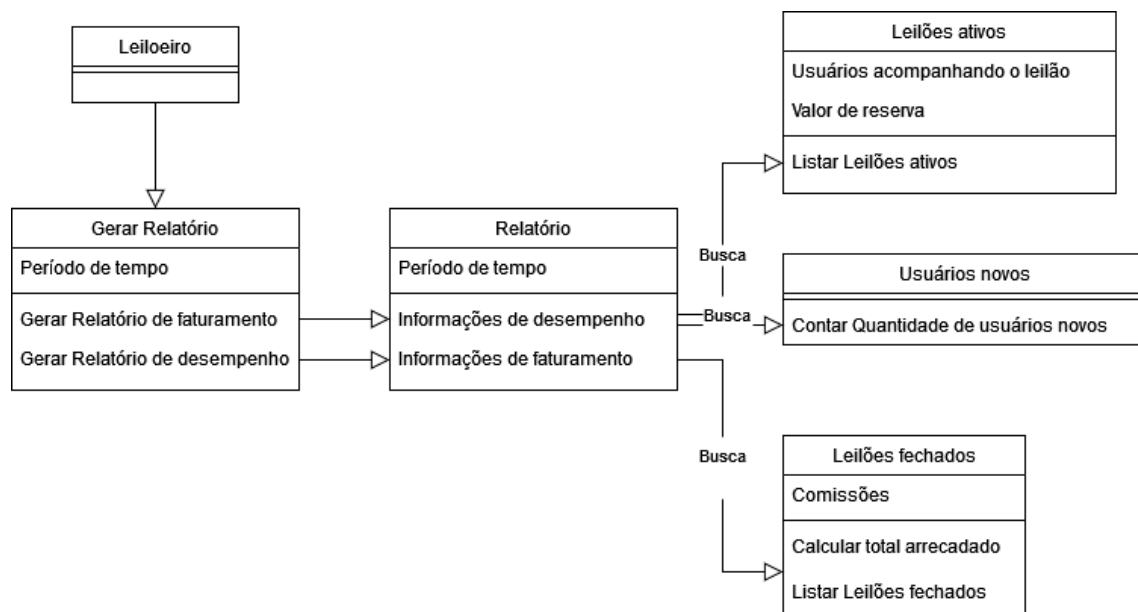 Leiloeiro
Gerar Relatório
Período de tempo
Gerar Relatório de faturamento
Gerar Relatório de desempenho
Relatório
Período de tempo
Informações de desempenho
Informações de faturamento
Busca
Busca
Busca
Leilões ativos
Usuários acompanhando o leilão
Valor de reserva
Listar Leilões ativos
Usuários novos
Contar Quantidade de usuários novos
Leilões fechados
Comissões
Calcular total arrecadado
Listar Leilões fechados